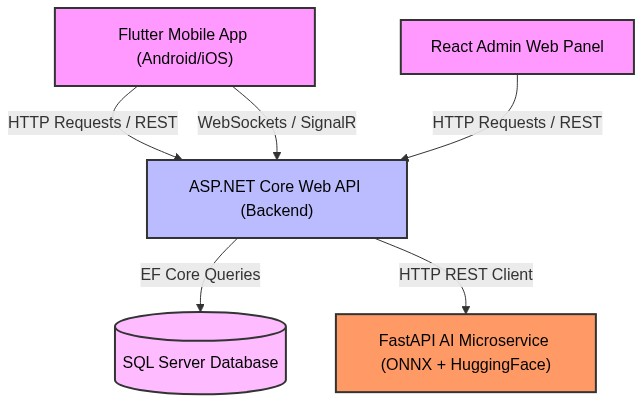 Flutter Mobile App
(Android/iOS)
React Admin Web Panel
HTTP Requests / REST
WebSockets / SignalR
HTTP Requests / REST
ASP.NET Core Web API
(Backend)
EF Core Queries
HTTP REST Client
SQL Server Database
FastAPI AI Microservice
(ONNX + HuggingFace)